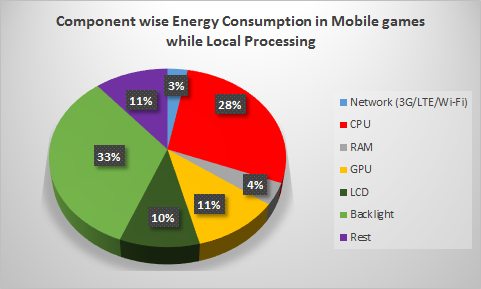 Component wise Energy Consumption in Mobile games
while Local Processing
3%
28%
4%
11%
10%
33%
11%
Network (3G/LTE/Wi-Fi)
CPU
RAM
GPU
LCD
Backlight
Rest